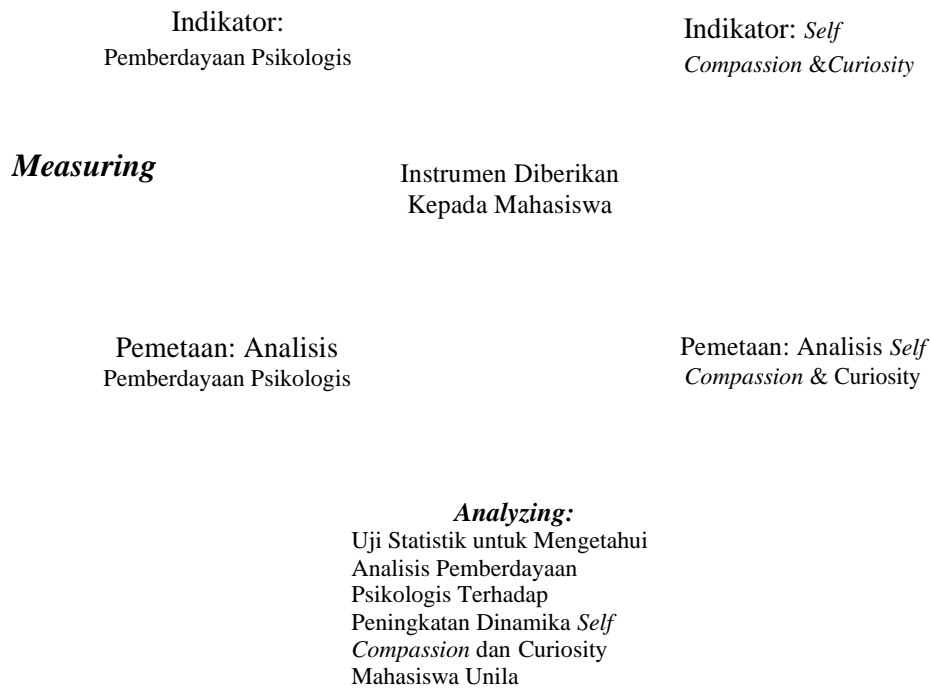 Indikator:
Pemberdayaan Psikologis
Indikator: Self
Compassion &Curiosity
Measuring
Instrumen Diberikan
Kepada Mahasiswa
Pemetaan: Analisis
Pemberdayaan Psikologis
Pemetaan: Analisis Self
Compassion & Curiosity
Analyzing:
Uji Statistik untuk Mengetahui
Analisis Pemberdayaan
Psikologis Terhadap
Peningkatan Dinamika Self
Compassion dan Curiosity
Mahasiswa Unila